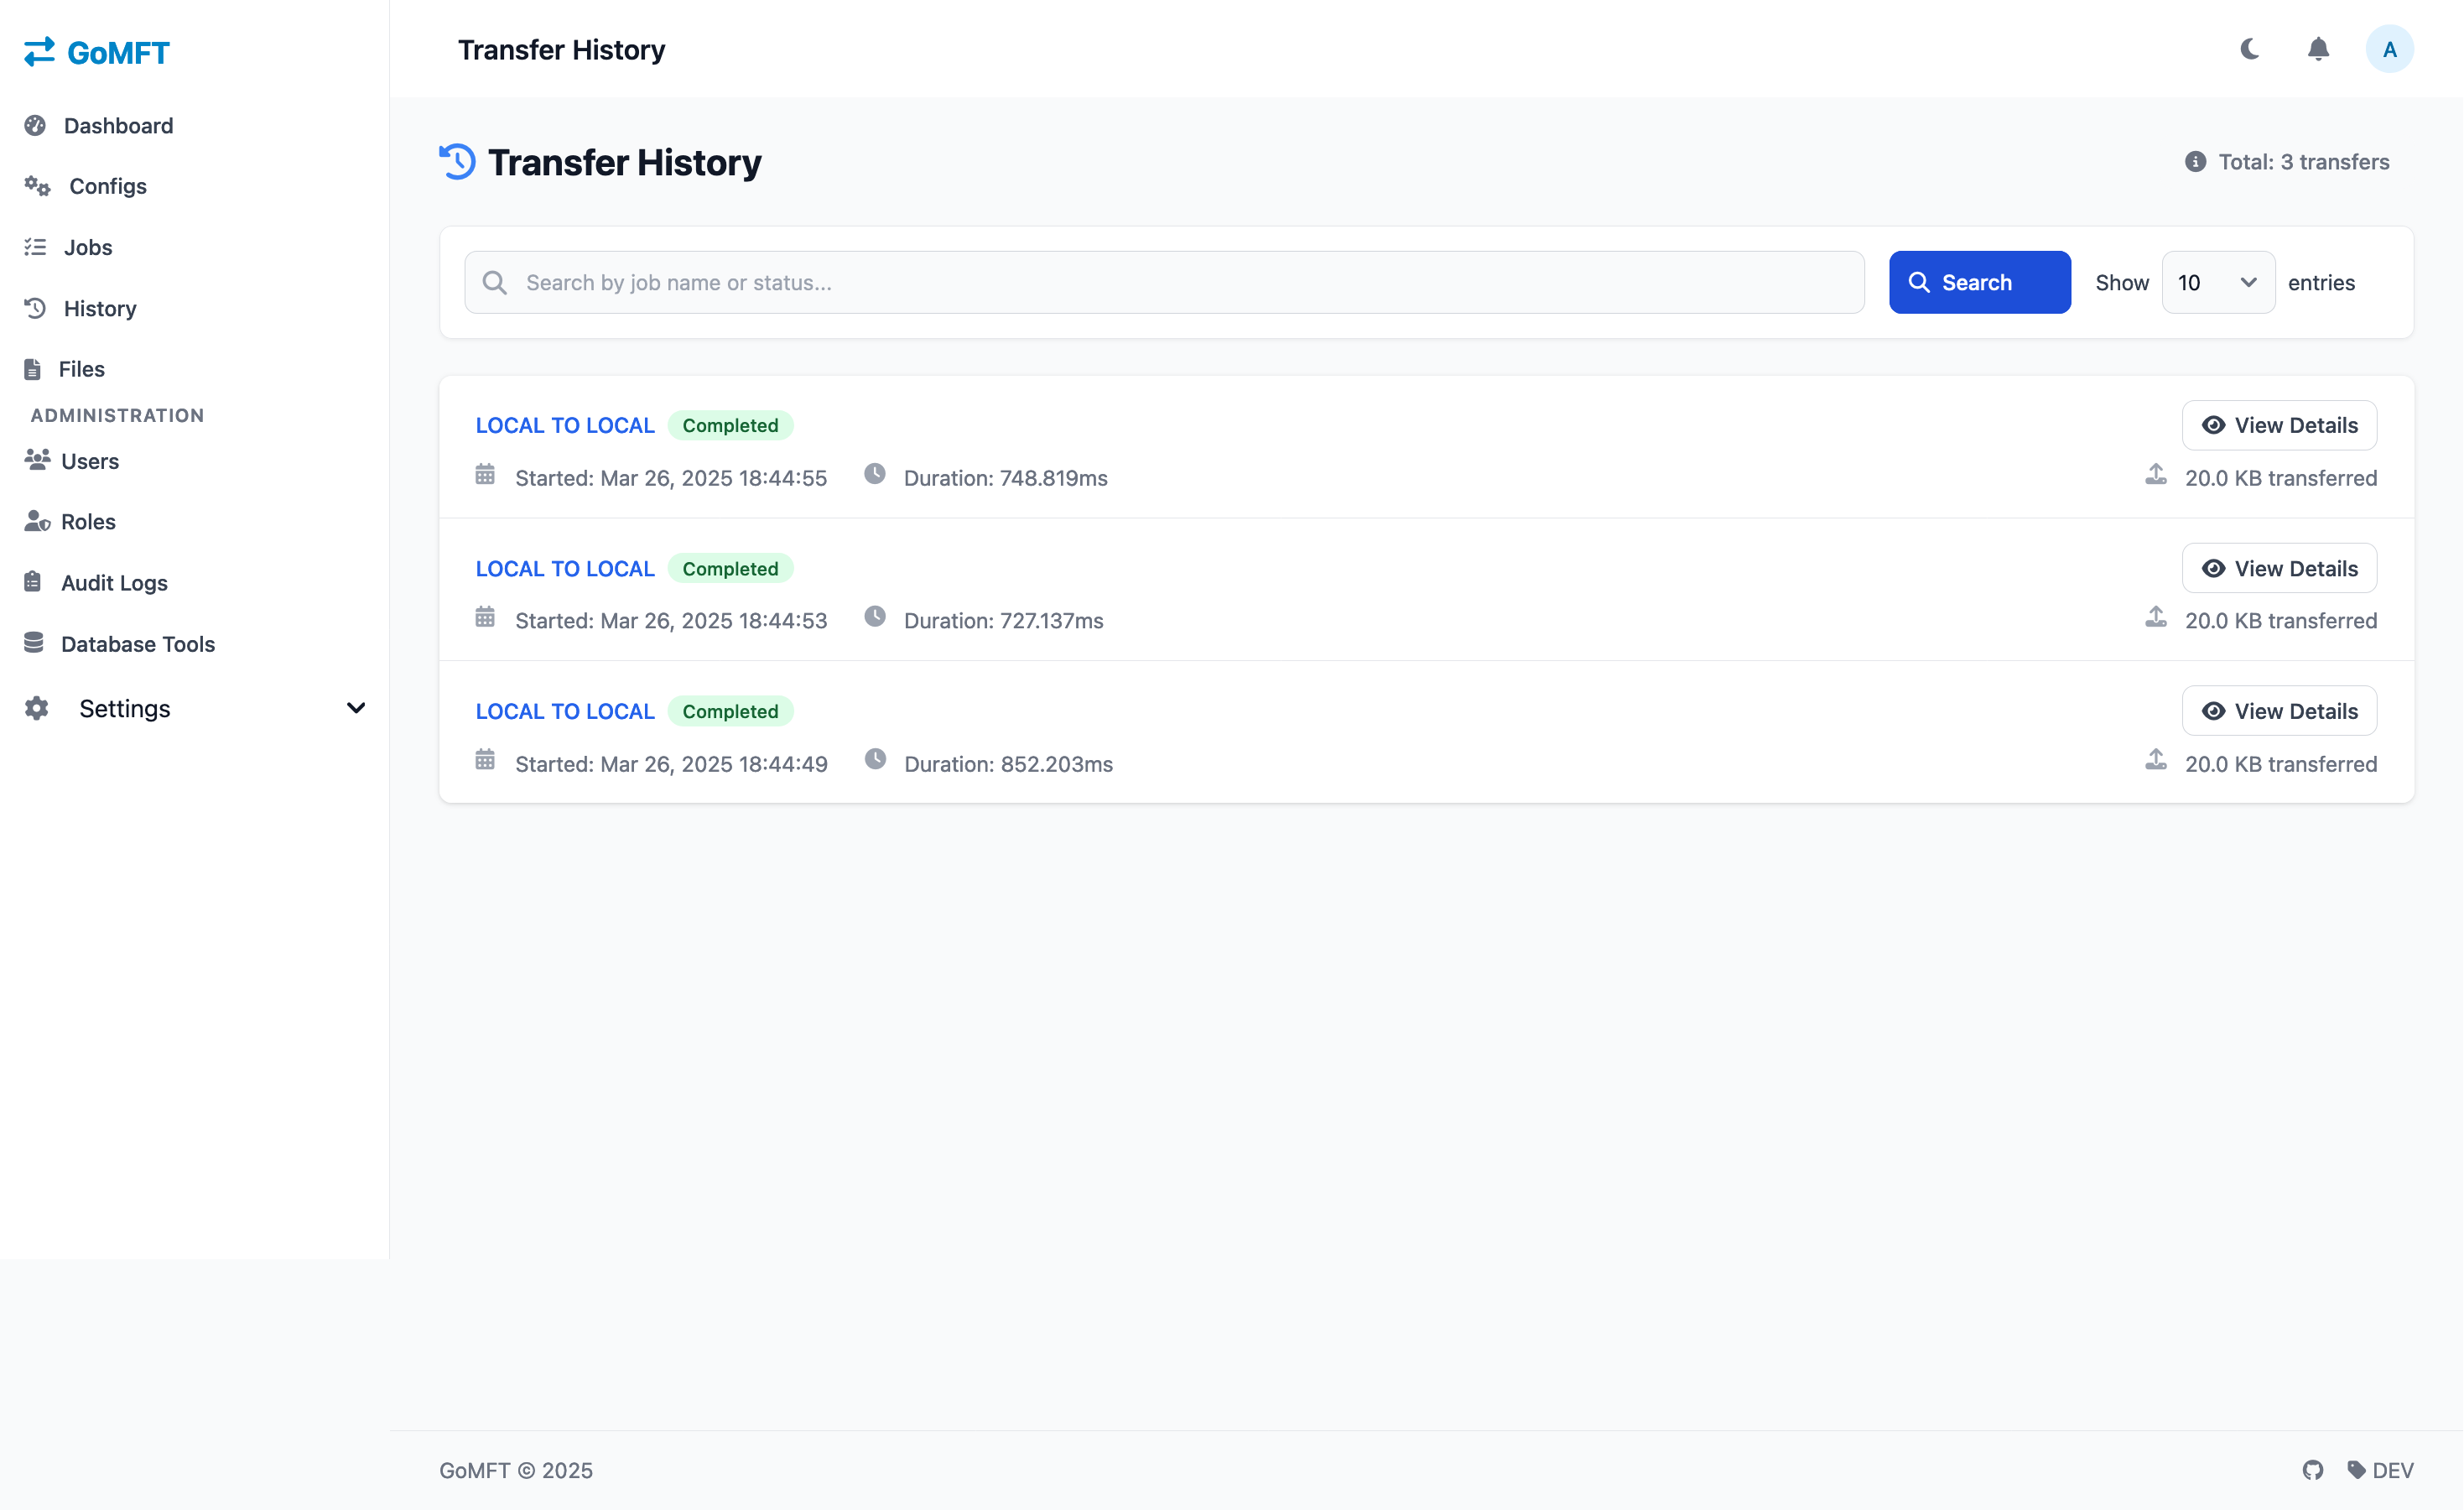 GoMFT
Dashboard
Configs
Jobs
History
Files
ADMINISTRATION
Users
Roles
Audit Logs
Database Tools
Settings
Transfer History
A
Transfer History
Total: 3 transfers
Search by job name or status...
Search
Show 10 entries
LOCAL TO LOCAL Completed
View Details
Started: Mar 26, 2025 18:44:55 Duration: 748.819ms
20.0 KB transferred
LOCAL TO LOCAL Completed
View Details
Started: Mar 26, 2025 18:44:53 Duration: 727.137ms
20.0 KB transferred
LOCAL TO LOCAL Completed
View Details
Started: Mar 26, 2025 18:44:49 Duration: 852.203ms
20.0 KB transferred
GoMFT © 2025
DEV